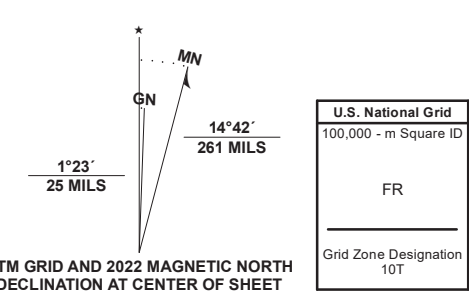 ★
MN
GN
14°42´
261 MILS
1°23´
25 MILS
TM GRID AND 2022 MAGNETIC NORTH
DECLINATION AT CENTER OF SHEET
U.S. National Grid
100,000 - m Square ID
FR
Grid Zone Designation
10T